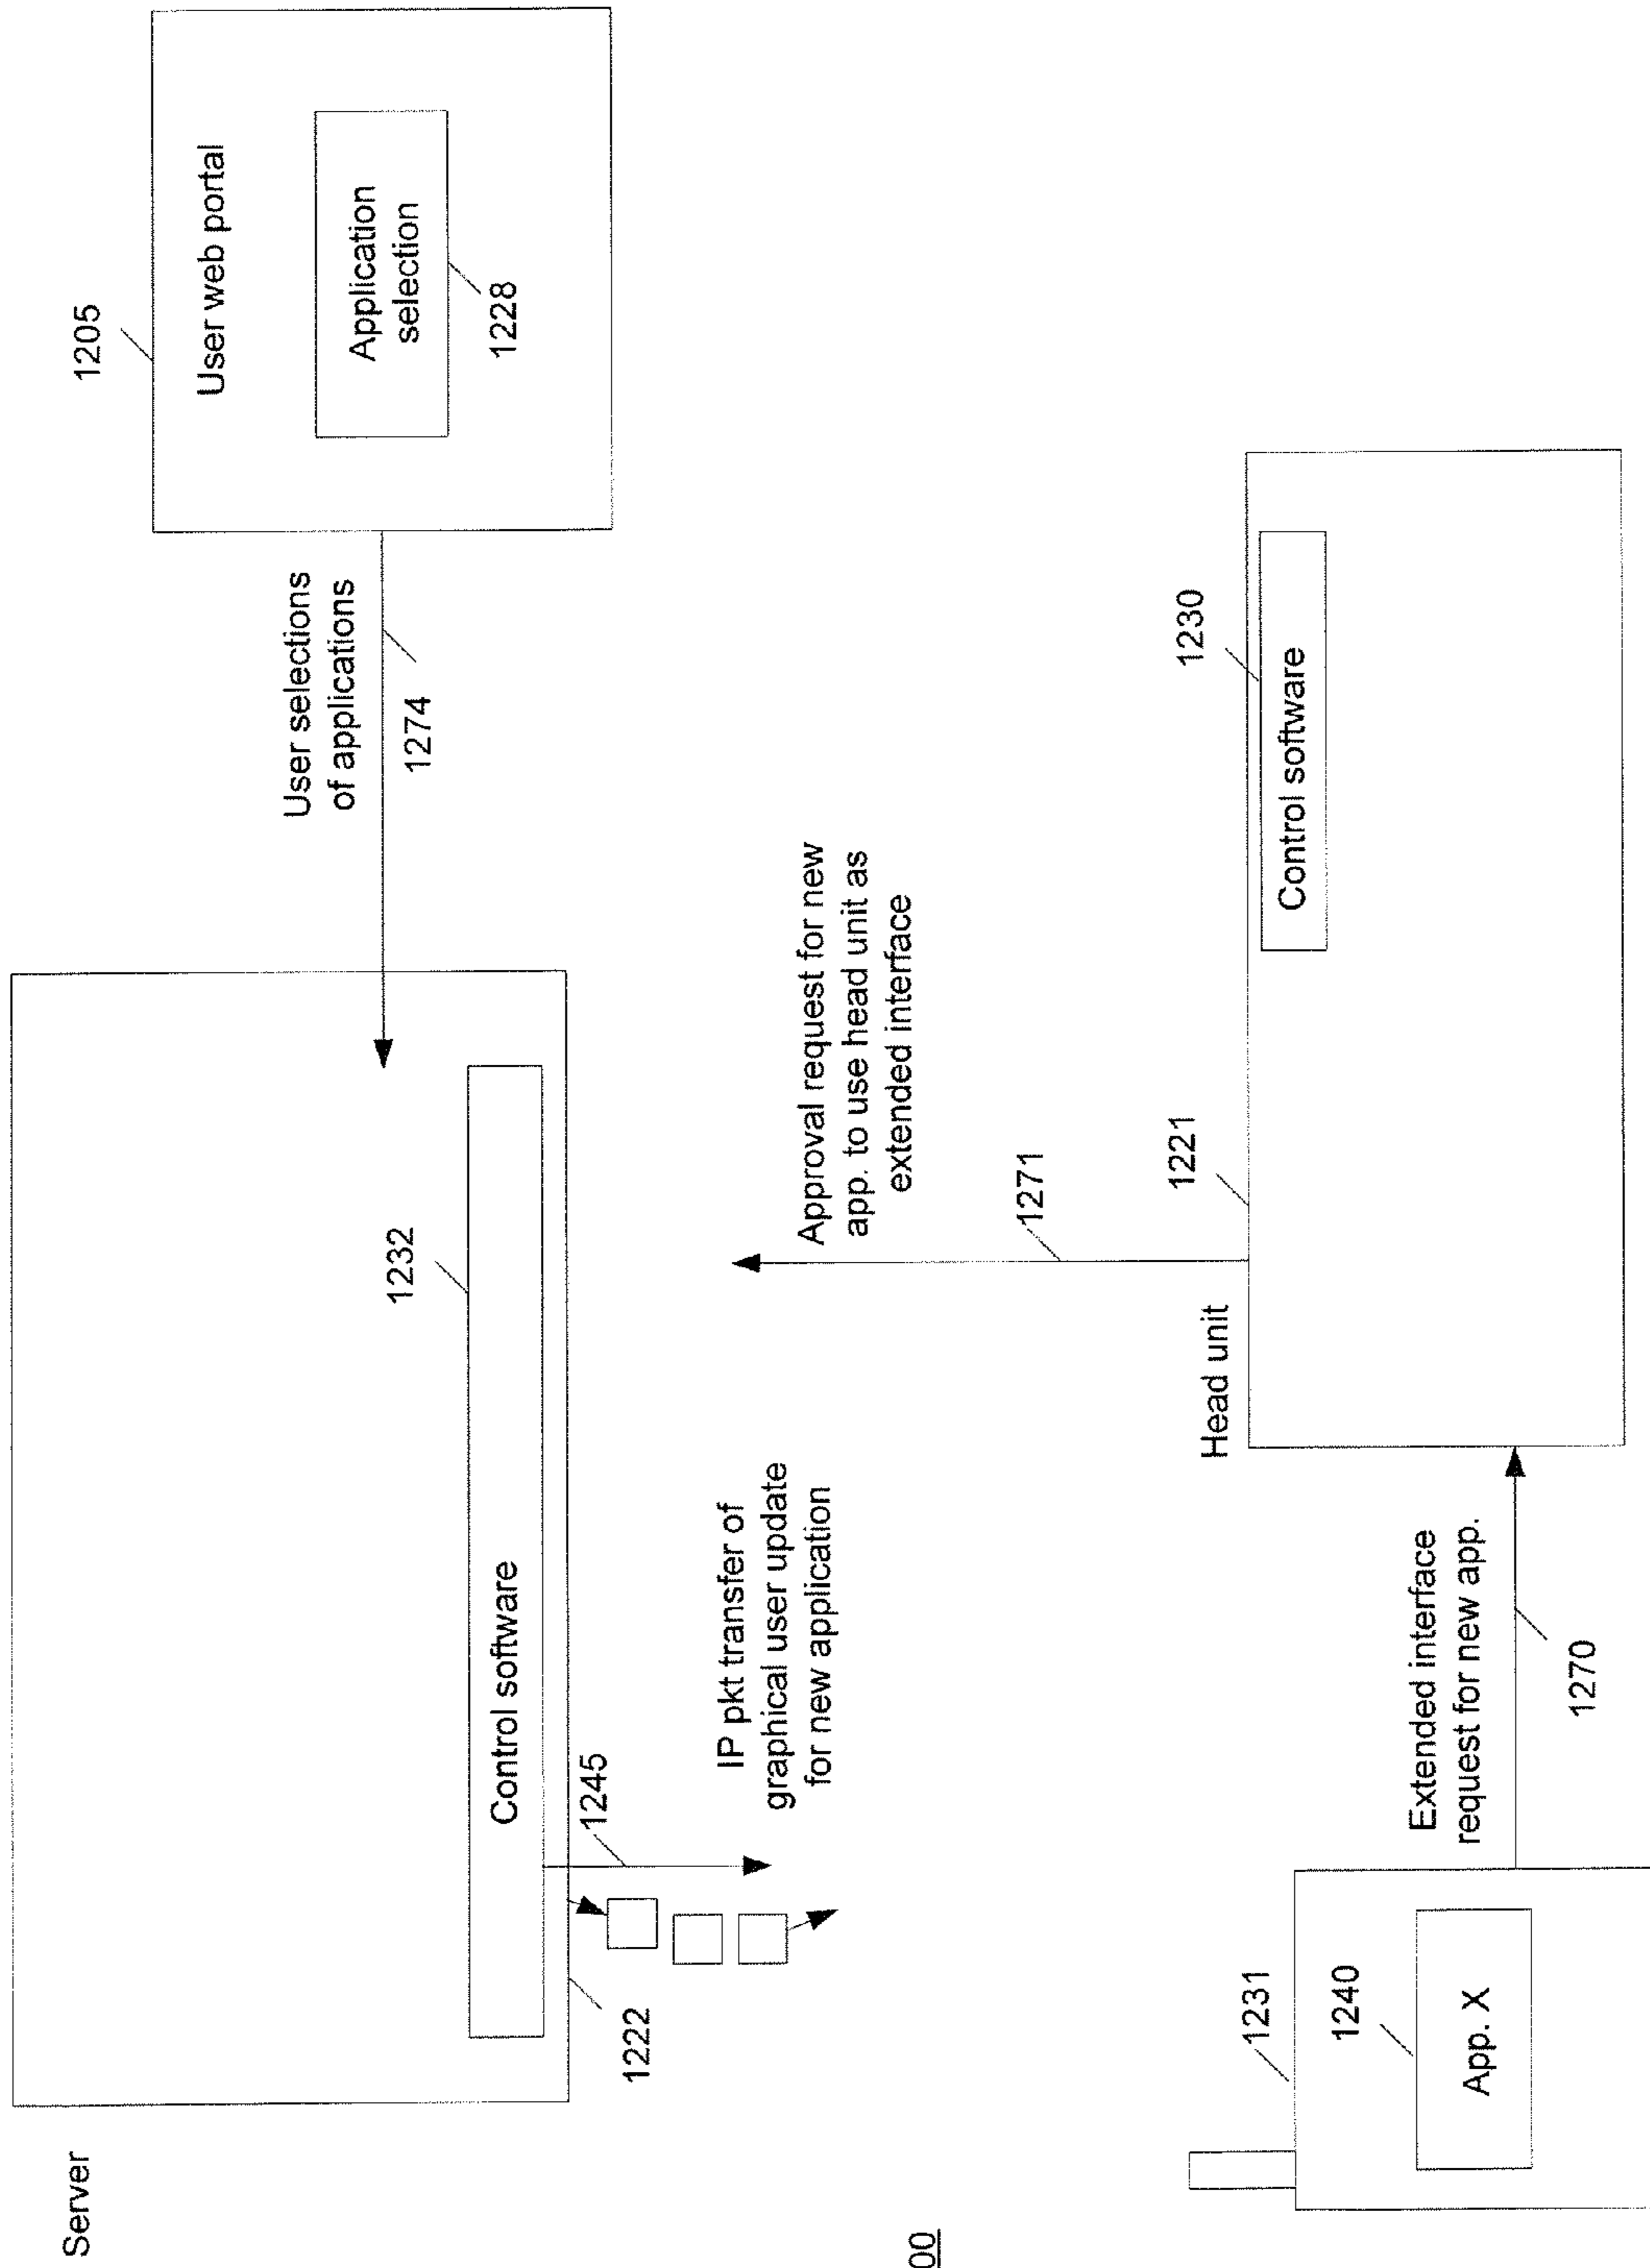 Server
1222
1232
Control software
1245
IP pkt transfer of
graphical user update
for new application
User selections
of applications
1274
1205
User web portal
Application
selection
1228
Approval request for new
app. to use head unit as
extended interface
1271
00
1231
1240
App. X
Extended interface
request for new app.
1270
Head unit
1221
1230
Control software